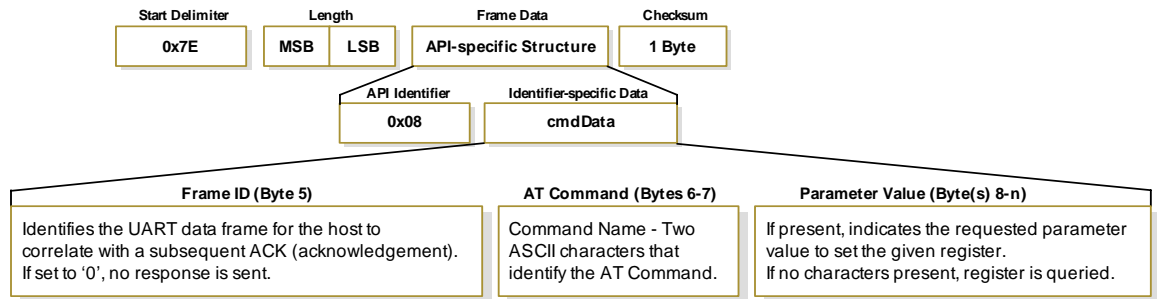 Start Delimiter Length Frame Data Checksum
0x7E MSB LSB API-specific Structure 1 Byte
API Identifier Identifier-specific Data
0x08 cmdData
Frame ID (Byte 5)
Identifies the UART data frame for the host to
correlate with a subsequent ACK (acknowledgement).
If set to ‘0’, no response is sent.
AT Command (Bytes 6-7)
Command Name - Two
ASCII characters that
identify the AT Command.
Parameter Value (Byte(s) 8-n)
If present, indicates the requested parameter
value to set the given register.
If no characters present, register is queried.